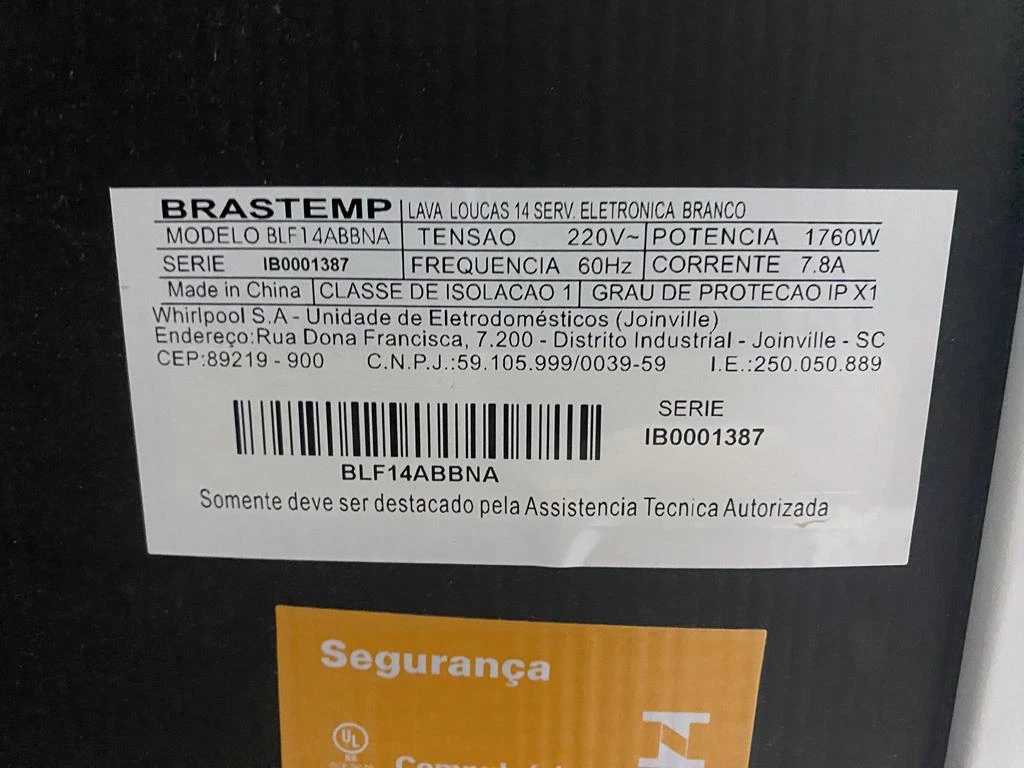 BRASTEMP LAVA LOUCAS 14 SERV. ELETRONICA BRANCO
MODELO BLF14ABBNA TENSAO 220V~ POTENCIA 1760W
SERIE IB0001387 FREQUENCIA 60Hz CORRENTE 7.8A
Made in China CLASSE DE ISOLACAO 1 GRAU DE PROTECAO IP X1
Whirlpool S.A - Unidade de Eletrodomésticos (Joinville)
Endereço:Rua Dona Francisca, 7.200 - Distrito Industrial - Joinville - SC
CEP:89219 - 900 C.N.P.J.:59.105.999/0039-59 I.E.:250.050.889
SERIE
IB0001387
BLF14ABBNA
Somente deve ser destacado pela Assistencia Tecnica Autorizada
Segurança
UL
BR